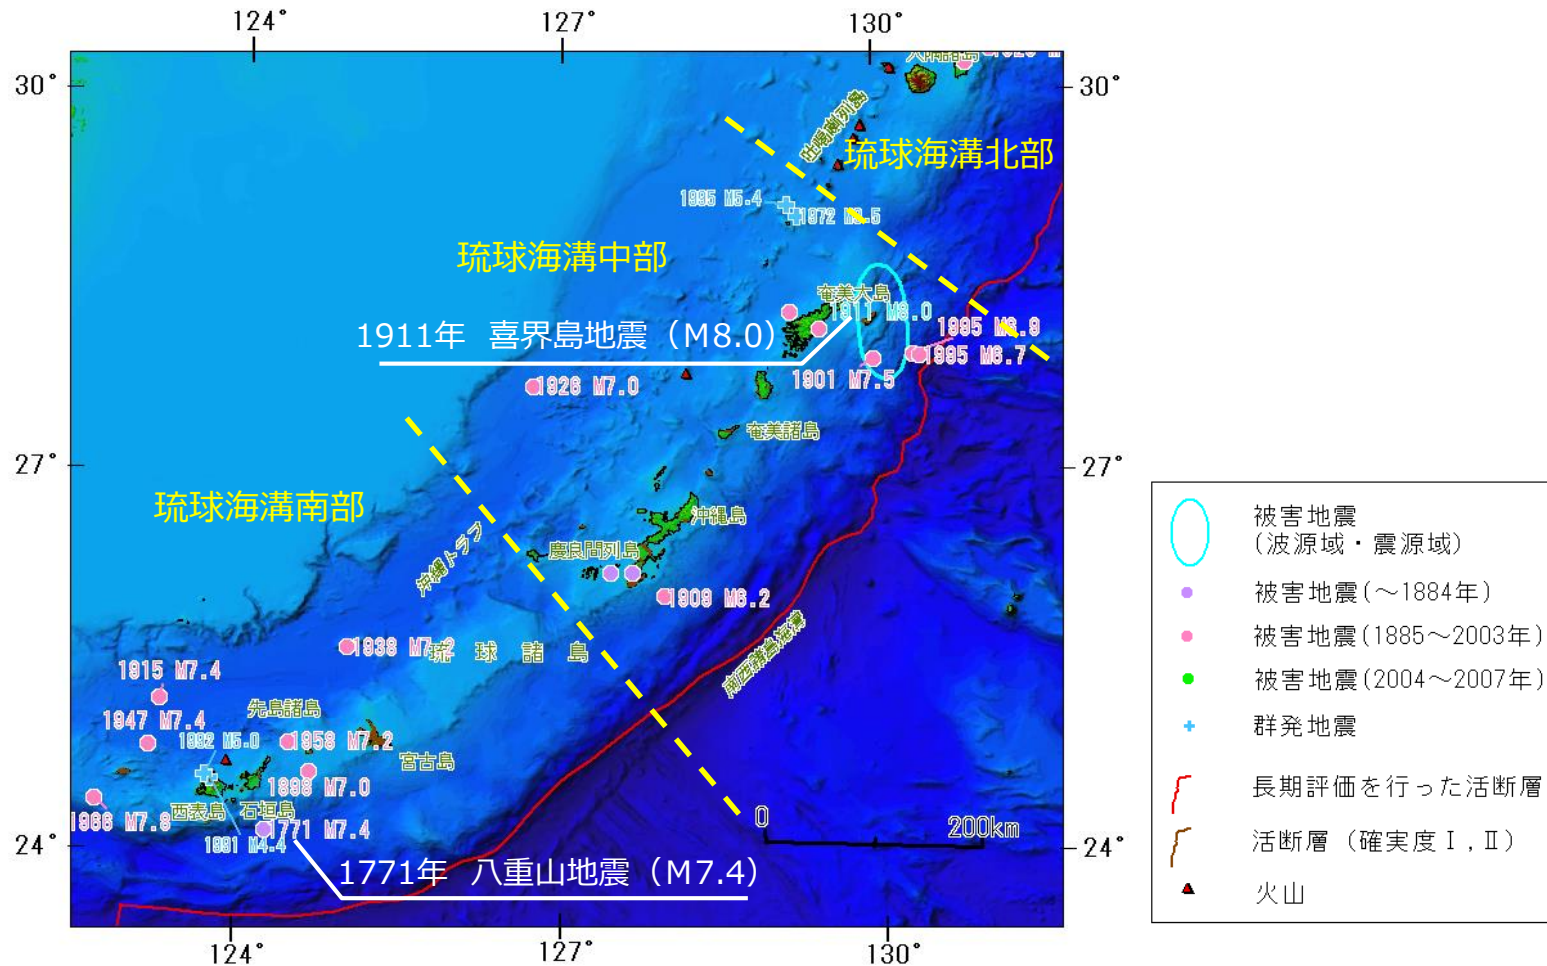 124°
127°
130°
30°
30°
大隅諸島
吐噶喇列島
琉球海溝北部
1995 M5.4
琉球海溝中部
奄美大島
1911 M8.0
1911年 喜界島地震（M8.0）
1995 M6.9
1995 M6.7
1901 M7.5
1926 M7.0
奄美諸島
27°
27°
琉球海溝南部
沖縄島
沖縄トラフ
慶良間列島
1909 M6.2
1938 M7.2
琉球諸島
南西諸島海溝
1915 M7.4
先島諸島
1947 M7.4
1992 M5.0
1958 M7.2
宮古島
1898 M7.0
西表島
石垣島
1966 M7.8
1771 M7.4
1991 M4.4
0
200km
24°
24°
1771年 八重山地震（M7.4）
124°
127°
130°
被害地震
(波源域・震源域)
被害地震(～1884年)
被害地震(1885～2003年)
被害地震(2004～2007年)
群発地震
長期評価を行った活断層
活断層（確実度Ⅰ,Ⅱ）
火山